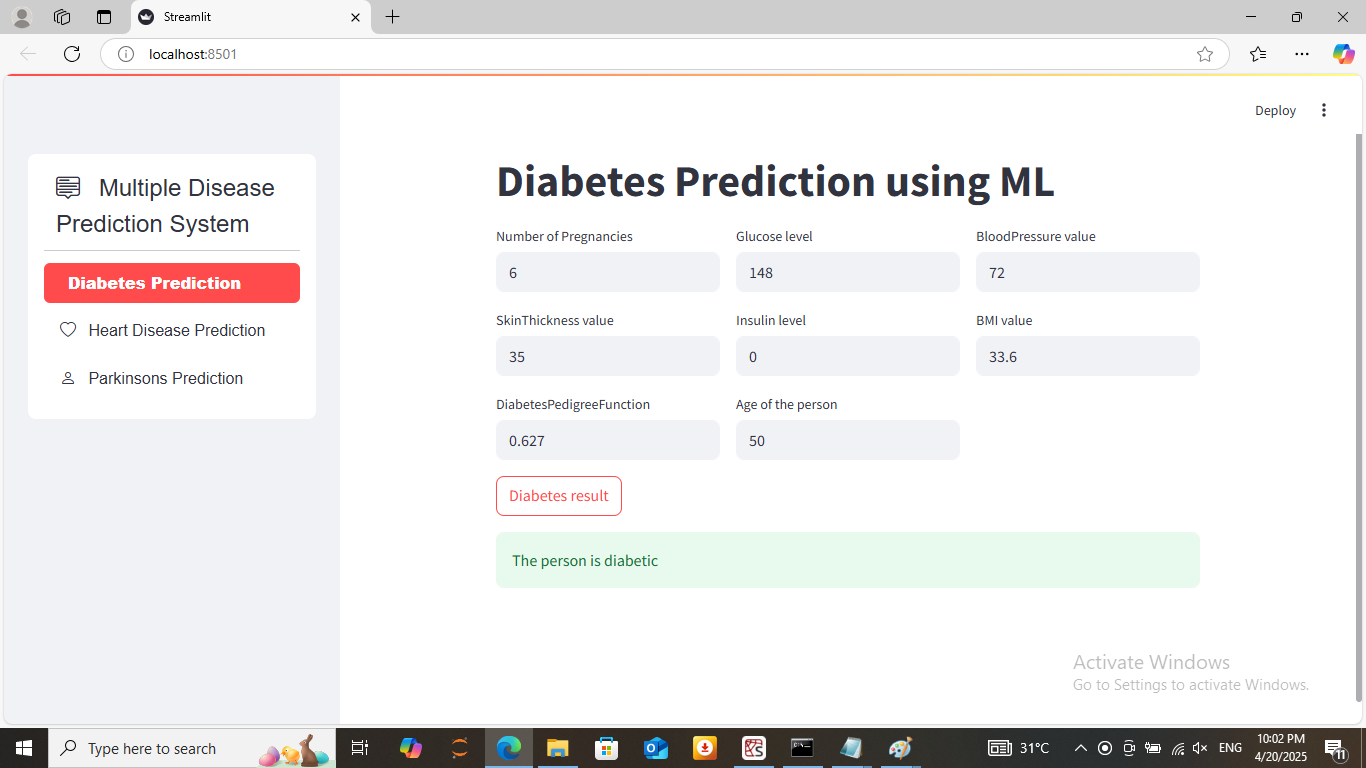 Streamlit
localhost:8501
Deploy
Multiple Disease
Prediction System
Diabetes Prediction
Heart Disease Prediction
Parkinsons Prediction
Diabetes Prediction using ML
Number of Pregnancies Glucose level BloodPressure value
6 148 72
SkinThickness value Insulin level BMI value
35 0 33.6
DiabetesPedigreeFunction Age of the person
0.627 50
Diabetes result
The person is diabetic
Activate Windows
Go to Settings to activate Windows.
Type here to search
31°C
ENG
10:02 PM
4/20/2025
11